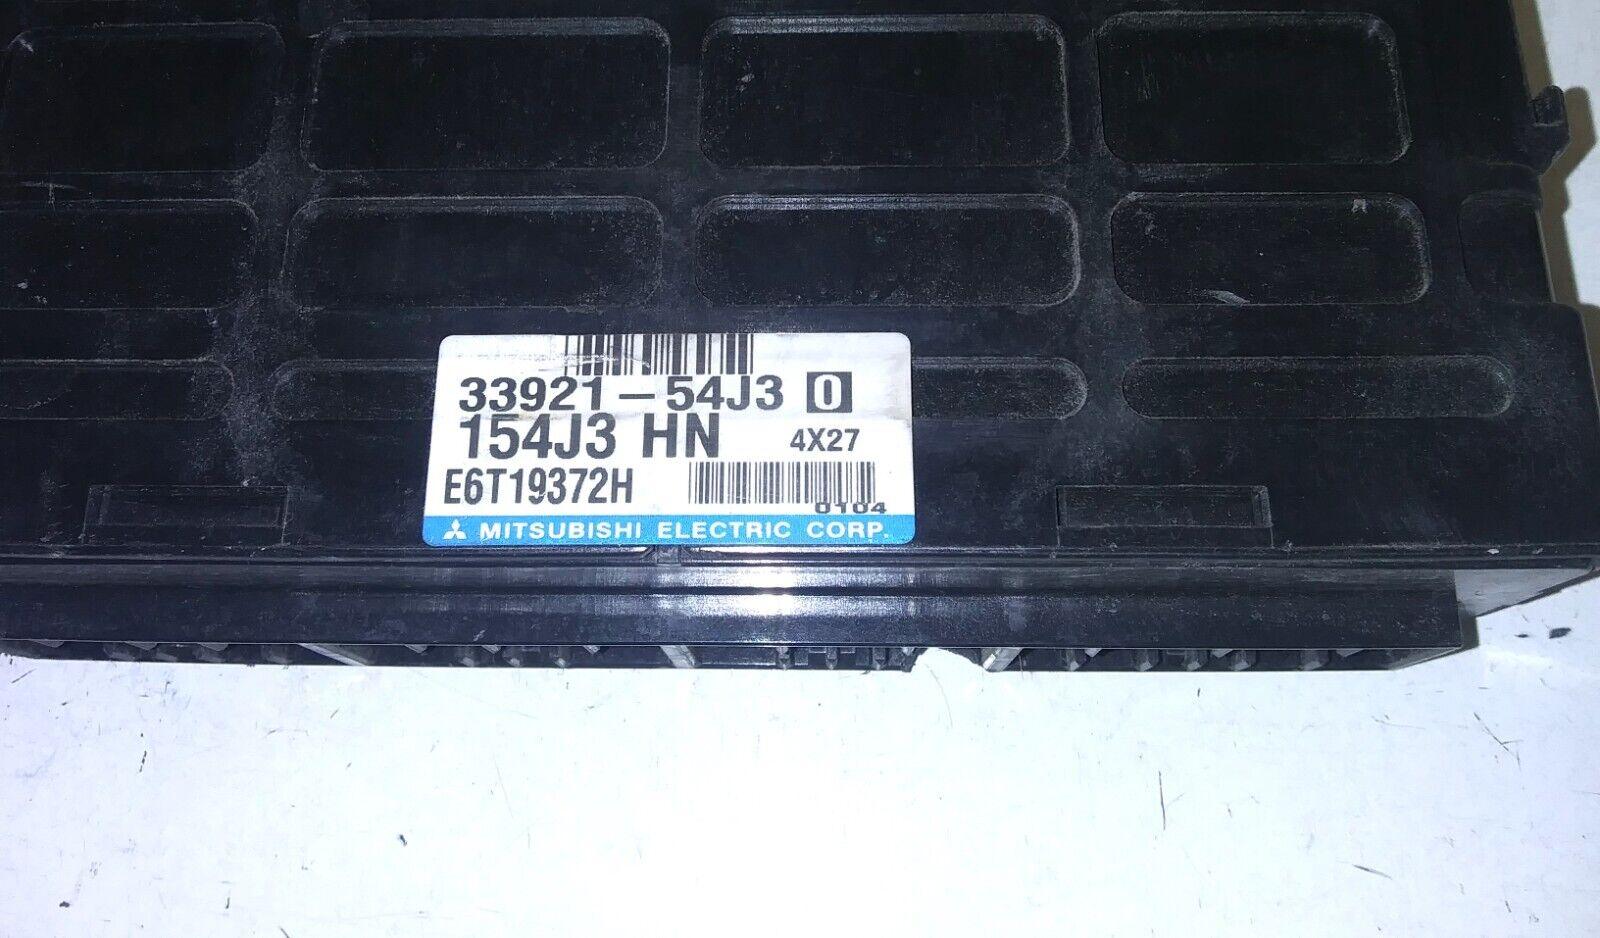 33921-54J3 0
154J3 HN 4X27
E6T19372H
0104
MITSUBISHI ELECTRIC CORP.